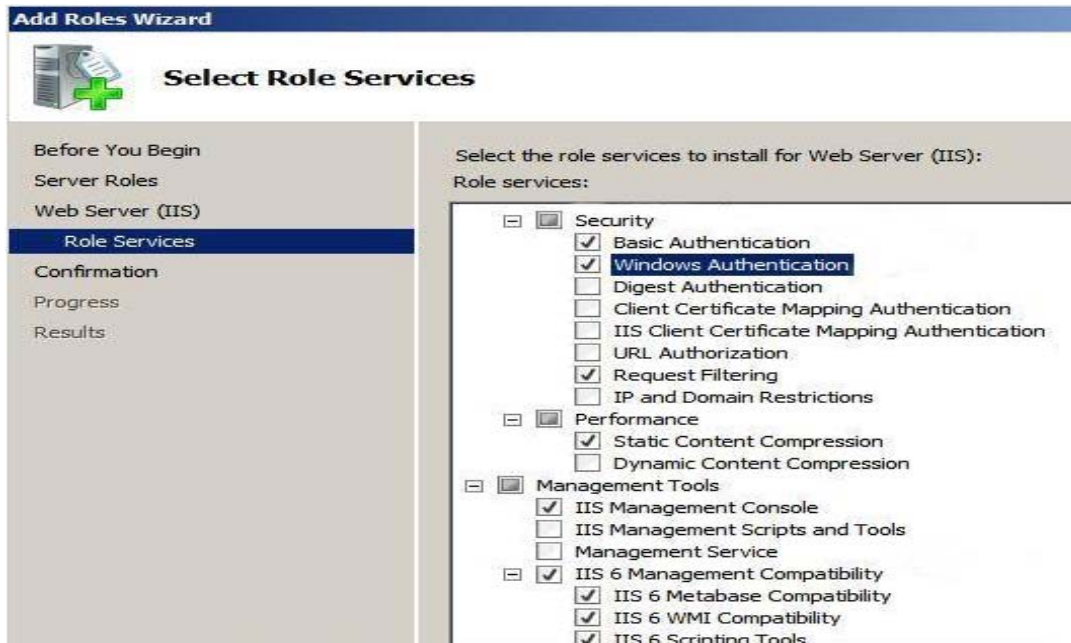 Add Roles Wizard
Select Role Services
Before You Begin
Server Roles
Web Server (IIS)
Role Services
Confirmation
Progress
Results
Select the role services to install for Web Server (IIS):
Role services:
Security
Basic Authentication
Windows Authentication
Digest Authentication
Client Certificate Mapping Authentication
IIS Client Certificate Mapping Authentication
URL Authorization
Request Filtering
IP and Domain Restrictions
Performance
Static Content Compression
Dynamic Content Compression
Management Tools
IIS Management Console
IIS Management Scripts and Tools
Management Service
IIS 6 Management Compatibility
IIS 6 Metabase Compatibility
IIS 6 WMI Compatibility
IIS 6 Scripting Tools